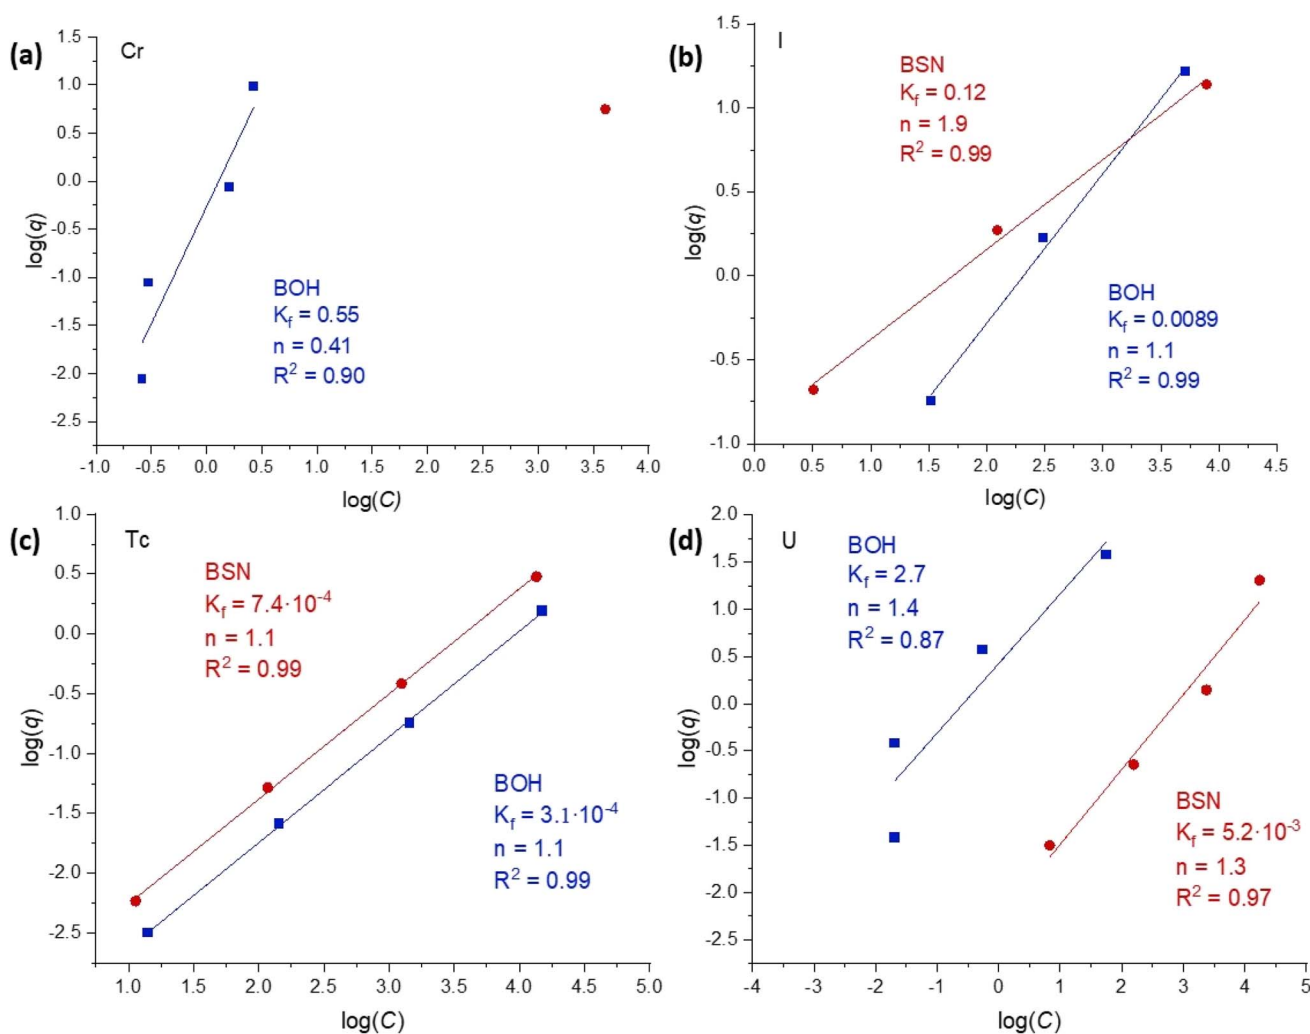 (a)
Cr
1.5
1.0
0.5
0.0
-0.5
-1.0
-1.5
-2.0
-2.5
log(q)
BOH
K_f = 0.55
n = 0.41
R² = 0.90
-1.0 -0.5 0.0 0.5 1.0 1.5 2.0 2.5 3.0 3.5 4.0
log(C)
(b)
I
1.5
1.0
0.5
0.0
-0.5
-1.0
log(q)
BSN
K_f = 0.12
n = 1.9
R² = 0.99
BOH
K_f = 0.0089
n = 1.1
R² = 0.99
0.0 0.5 1.0 1.5 2.0 2.5 3.0 3.5 4.0 4.5
log(C)
(c)
Tc
1.0
0.5
0.0
-0.5
-1.0
-1.5
-2.0
-2.5
log(q)
BSN
K_f = 7.4·10⁻⁴
n = 1.1
R² = 0.99
BOH
K_f = 3.1·10⁻⁴
n = 1.1
R² = 0.99
1.0 1.5 2.0 2.5 3.0 3.5 4.0 4.5 5.0
log(C)
(d)
U
2.0
1.5
1.0
0.5
0.0
-0.5
-1.0
-1.5
-2.0
-2.5
log(q)
BOH
K_f = 2.7
n = 1.4
R² = 0.87
BSN
K_f = 5.2·10⁻³
n = 1.3
R² = 0.97
-4 -3 -2 -1 0 1 2 3 4 5
log(C)